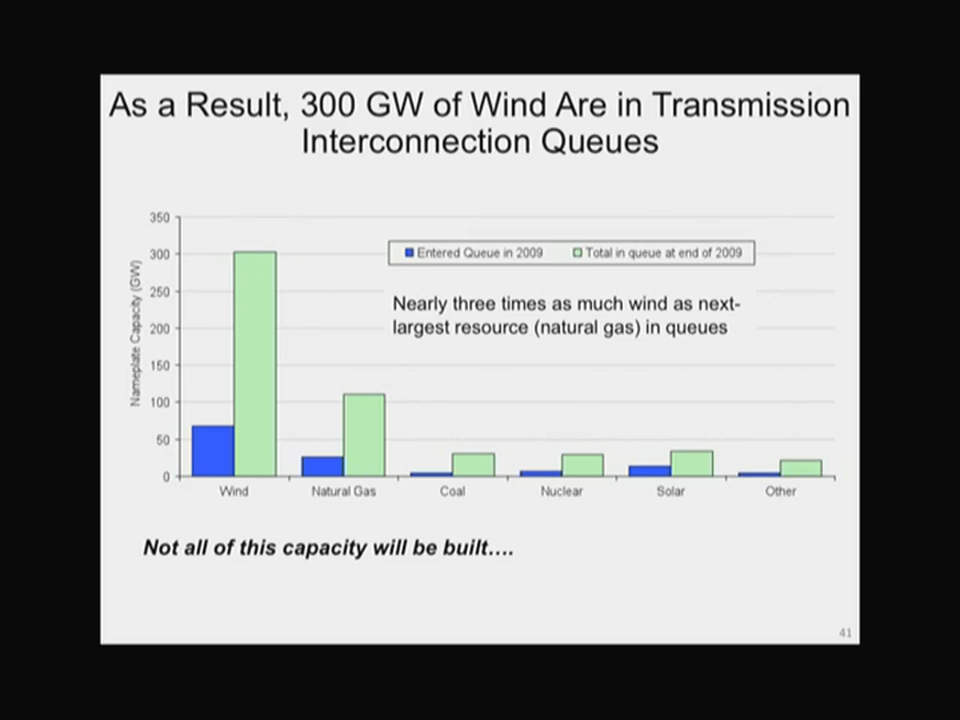 As a Result, 300 GW of Wind Are in Transmission
Interconnection Queues
350
300
250
200
150
100
50
0
Nameplate Capacity (GW)
Entered Queue in 2009 Total in queue at end of 2009
Nearly three times as much wind as next-
largest resource (natural gas) in queues
Wind Natural Gas Coal Nuclear Solar Other
Not all of this capacity will be built….
41